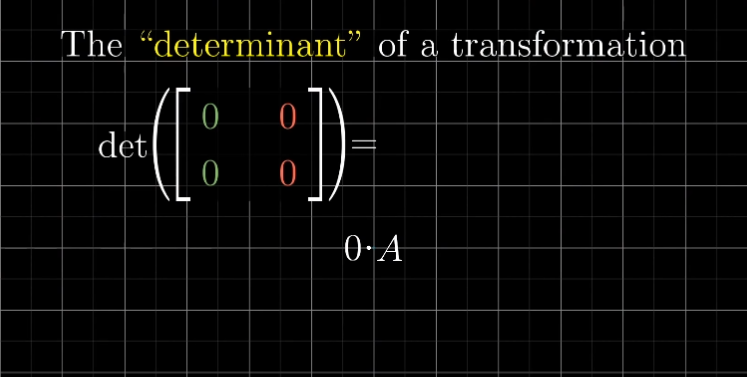 The “determinant” of a transformation
det([0 0
0 0]) =
0·A